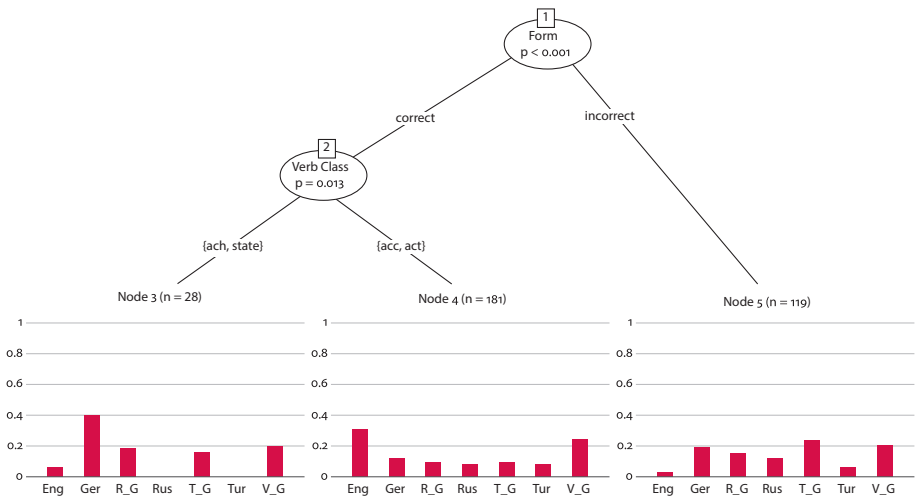 1
Form
p < 0.001
correct
incorrect
2
Verb Class
p = 0.013
{ach, state}
{acc, act}
Node 3 (n = 28)
Node 4 (n = 181)
Node 5 (n = 119)
1
0.8
0.6
0.4
0.2
0
Eng Ger R_G Rus T_G Tur V_G
1
0.8
0.6
0.4
0.2
0
Eng Ger R_G Rus T_G Tur V_G
1
0.8
0.6
0.4
0.2
0
Eng Ger R_G Rus T_G Tur V_G